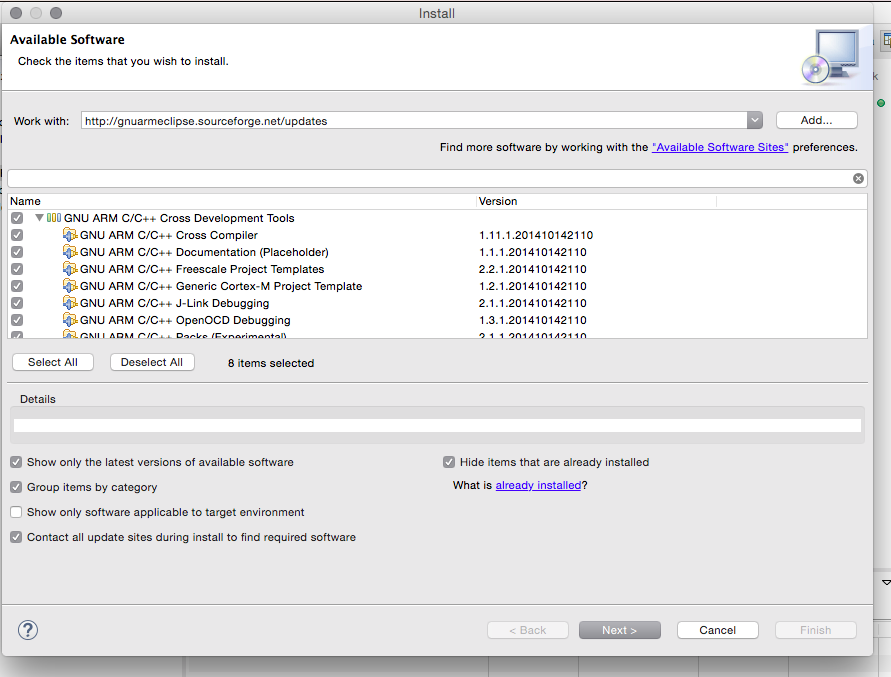 Install
Available Software
Check the items that you wish to install.
Work with: http://gnuarmeclipse.sourceforge.net/updates Add...
Find more software by working with the "Available Software Sites" preferences.
Name Version
GNU ARM C/C++ Cross Development Tools
GNU ARM C/C++ Cross Compiler 1.11.1.201410142110
GNU ARM C/C++ Documentation (Placeholder) 1.1.1.201410142110
GNU ARM C/C++ Freescale Project Templates 2.2.1.201410142110
GNU ARM C/C++ Generic Cortex-M Project Template 1.2.1.201410142110
GNU ARM C/C++ J-Link Debugging 2.1.1.201410142110
GNU ARM C/C++ OpenOCD Debugging 1.3.1.201410142110
GNU ARM C/C++ Packs (Experimental) 2.1.1.201410142110
Select All Deselect All 8 items selected
Details
Show only the latest versions of available software Hide items that are already installed
Group items by category What is already installed?
Show only software applicable to target environment
Contact all update sites during install to find required software
? < Back Next > Cancel Finish